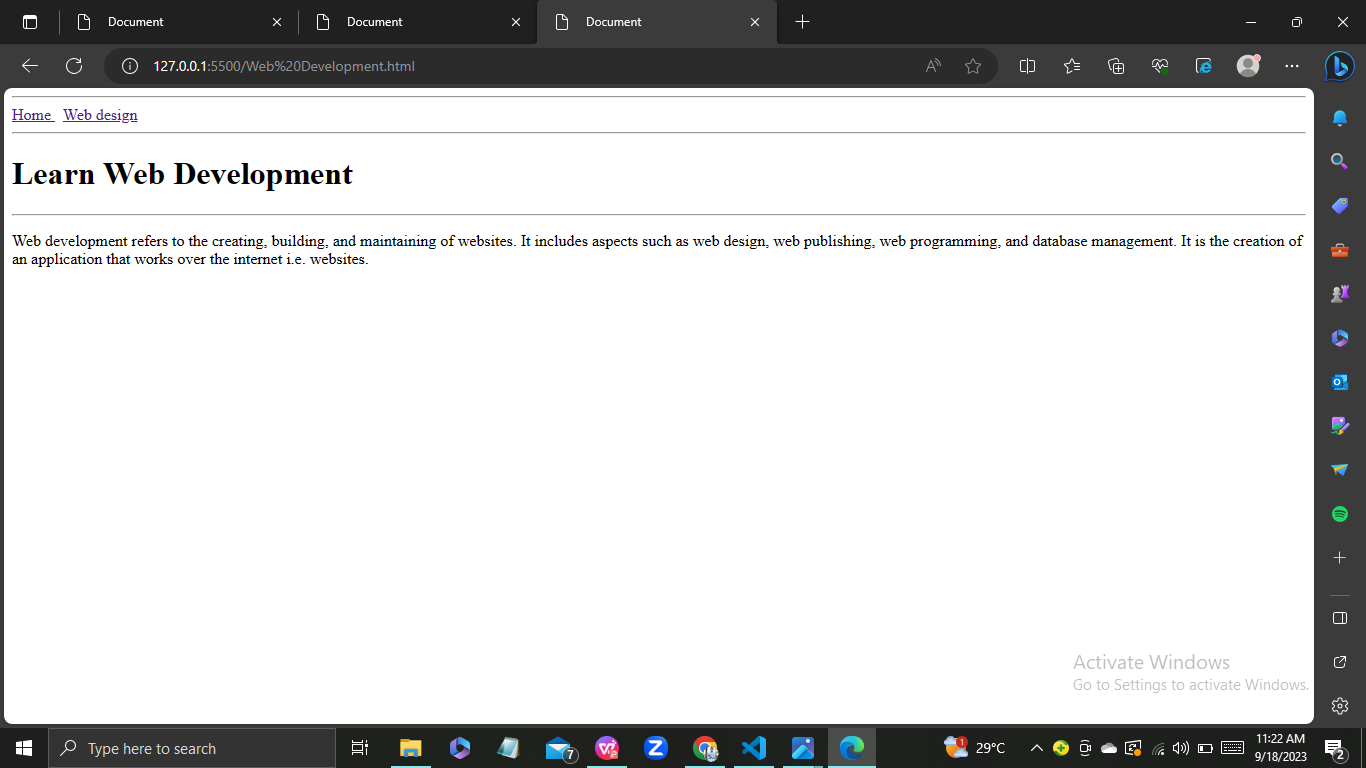 Document
Document
Document
127.0.0.1:5500/Web%20Development.html
Home  Web design
Learn Web Development
Web development refers to the creating, building, and maintaining of websites. It includes aspects such as web design, web publishing, web programming, and database management. It is the creation of
an application that works over the internet i.e. websites.
Activate Windows
Go to Settings to activate Windows.
Type here to search
7
1
29°C
11:22 AM
9/18/2023
2